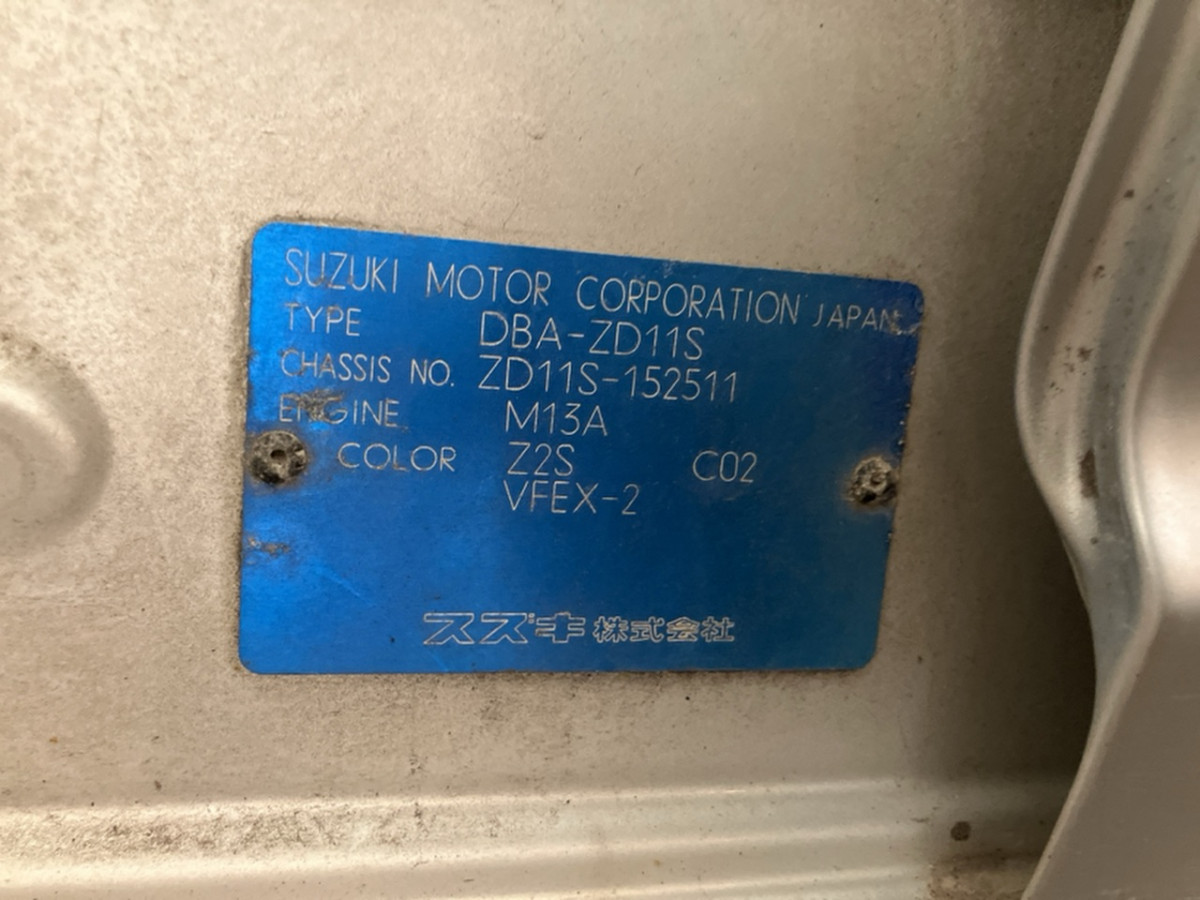 SUZUKI MOTOR CORPORATION JAPAN
TYPE DBA-ZD11S
CHASSIS NO. ZD11S-152511
ENGINE M13A
COLOR Z2S C02
VFEX-2
スズキ株式会社